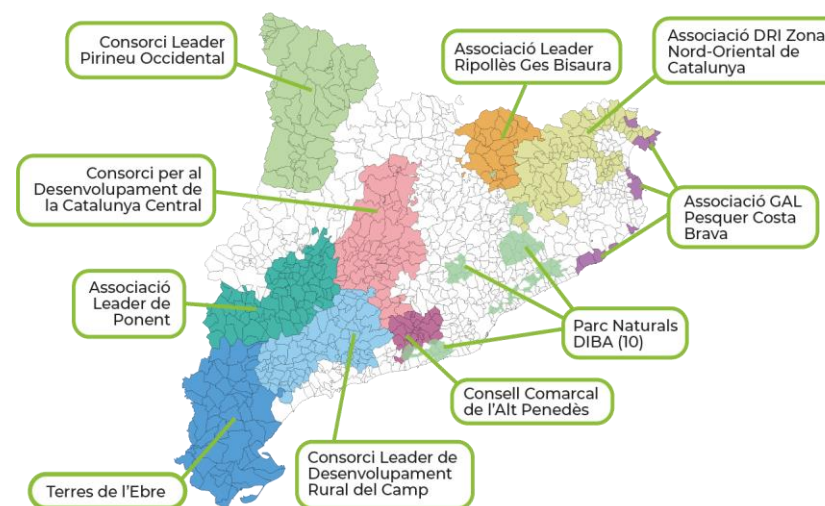 Consorci Leader
Pirineu Occidental
Associació Leader
Ripollès Ges Bisaura
Associació DRI Zona
Nord-Oriental de
Catalunya
Consorci per al
Desenvolupament de
la Catalunya Central
Associació GAL
Pesquer Costa
Brava
Associació
Leader de
Ponent
Parc Naturals
DIBA (10)
Consell Comarcal
de l'Alt Penedès
Consorci Leader de
Desenvolupament
Rural del Camp
Terres de l'Ebre